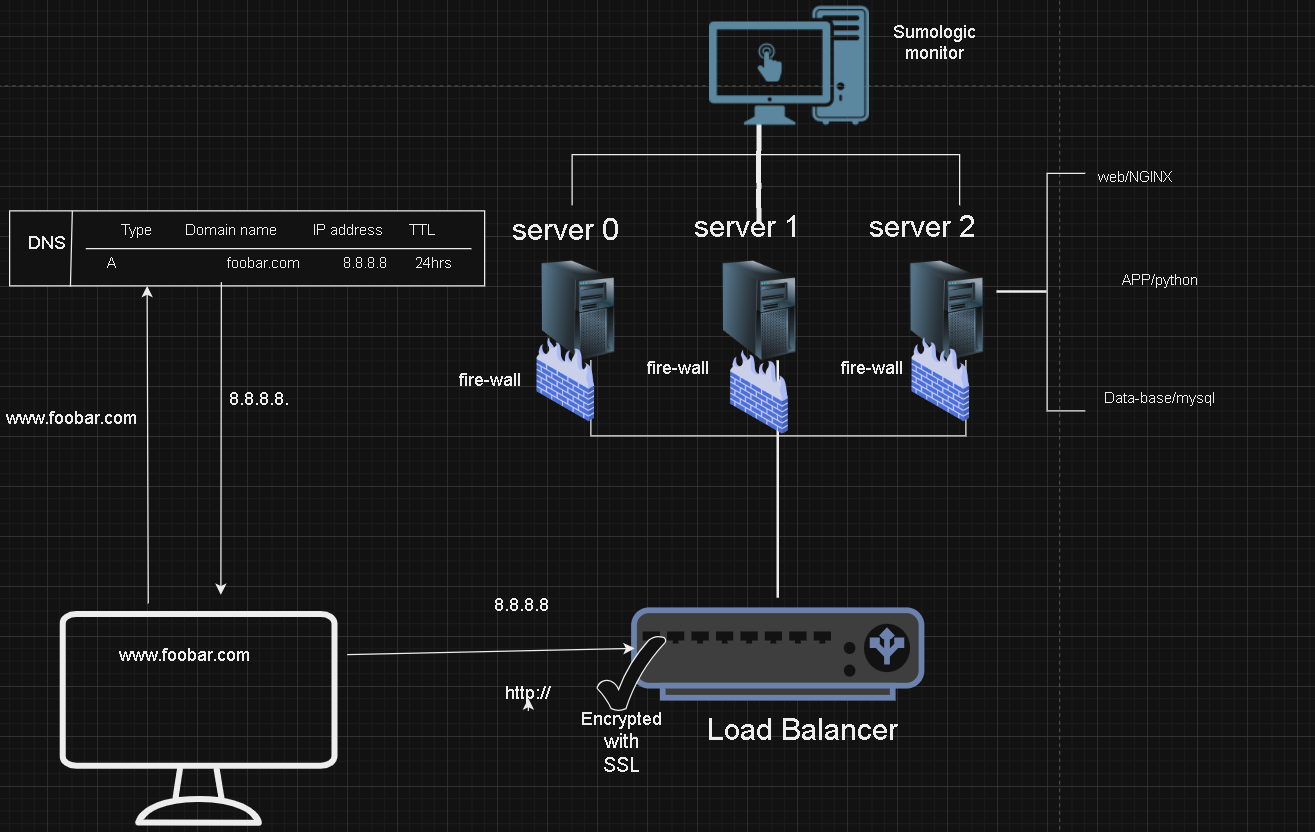 Sumologic
monitor
web/NGINX
DNS
Type Domain name IP address TTL
A foobar.com 8.8.8.8 24hrs
server 0
server 1
server 2
APP/python
fire-wall
fire-wall
fire-wall
Data-base/mysql
www.foobar.com
8.8.8.8.
8.8.8.8
www.foobar.com
http://
Encrypted
with
SSL
Load Balancer